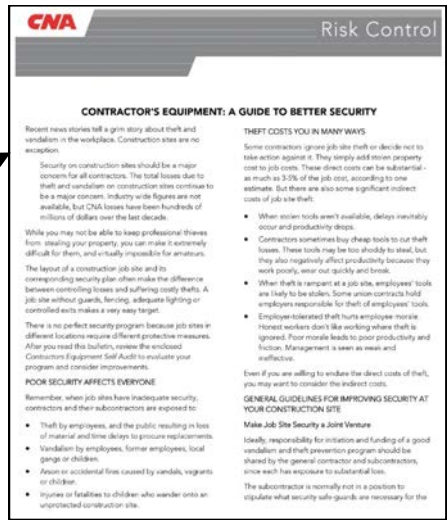 CNA
Risk Control
CONTRACTOR'S EQUIPMENT: A GUIDE TO BETTER SECURITY
Recent news stories tell a grim story about theft and
vandalism in the workplace. Construction sites are no
exception.
Security on construction sites should be a major
concern for all contractors. The total losses due to
theft and vandalism on construction sites continue to
be a major concern. Industry wide figures are not
available, but CNA losses have been hundreds of
millions of dollars over the last decade.
While you may not be able to keep professional thieves
from stealing your property, you can make it extremely
difficult for them, and virtually impossible for amateurs.
The layout of a construction job site and its
corresponding security plan often make the difference
between controlling losses and suffering costly thefts. A
job site without guards, fencing, adequate lighting or
controlled exits makes a very easy target.
There is no perfect security program because job sites in
different locations require different protective measures.
After you read this bulletin, review the enclosed
Contractors Equipment Self Audit to evaluate your
program and consider improvements.
POOR SECURITY AFFECTS EVERYONE
Remember, when job sites have inadequate security,
contractors and their subcontractors are exposed to:
• Theft by employees, and the public resulting in loss
of material and time delays to procure replacements.
• Vandalism by employees, former employees, local
gangs or children.
• Arson or accidental fires caused by vandals, vagrants
or children.
• Injuries or fatalities to children who wander onto an
unprotected construction site.
THEFT COSTS YOU IN MANY WAYS
Some contractors ignore job site theft or decide not to
take action against it. They simply add stolen property
cost to job costs. These direct costs can be substantial -
as much as 3-5% of the job cost, according to one
estimate. But there are also some significant indirect
costs of job site theft:
• When stolen tools aren't available, delays inevitably
occur and productivity drops.
• Contractors sometimes buy cheap tools to cut theft
losses. These tools may be too shoddy to steal, but
they also negatively affect productivity because they
work poorly, wear out quickly and break.
• When theft is rampant at a job site, employees' tools
are likely to be stolen. Some union contracts hold
employers responsible for theft of employees' tools.
• Employer-tolerated theft hurts employee morale.
Honest workers don't like working where theft is
ignored. Poor morale leads to poor productivity and
friction. Management is seen as weak and
ineffective.
Even if you are willing to endure the direct costs of theft,
you may want to consider the indirect costs.
GENERAL GUIDELINES FOR IMPROVING SECURITY AT
YOUR CONSTRUCTION SITE
Make Job Site Security a Joint Venture
Ideally, responsibility for initiation and funding of a good
vandalism and theft prevention program should be
shared by the general contractor and subcontractors,
since each has exposure to substantial loss.
The subcontractor is normally not in a position to
stipulate what security safe-guards are necessary for the